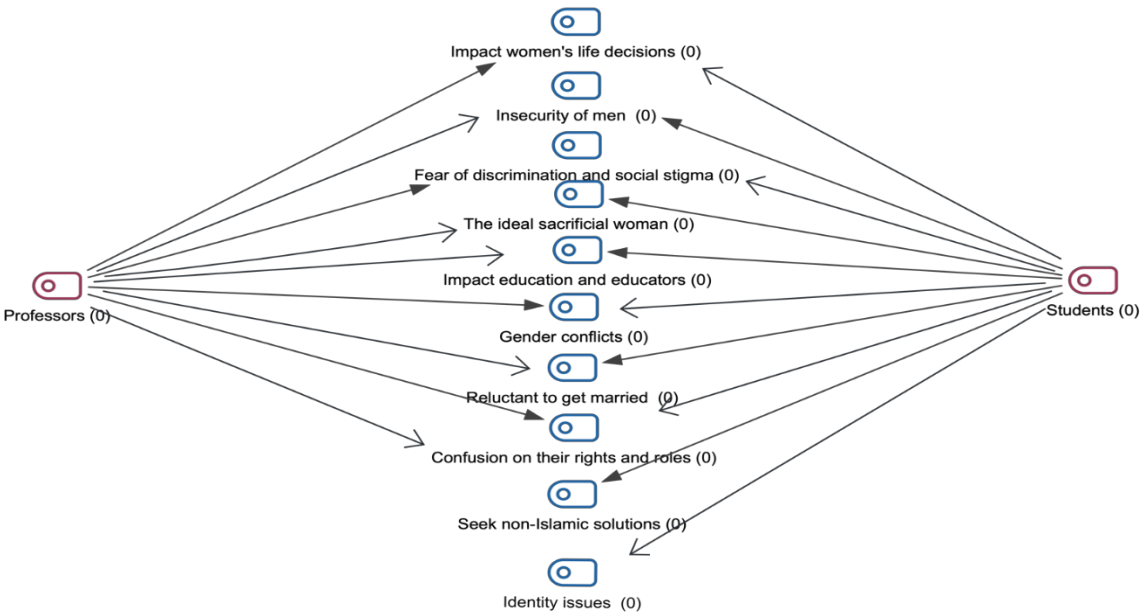 Impact women's life decisions (0)
Insecurity of men (0)
Fear of discrimination and social stigma (0)
The ideal sacrificial woman (0)
Impact education and educators (0)
Professors (0)
Students (0)
Gender conflicts (0)
Reluctant to get married (0)
Confusion on their rights and roles (0)
Seek non-Islamic solutions (0)
Identity issues (0)